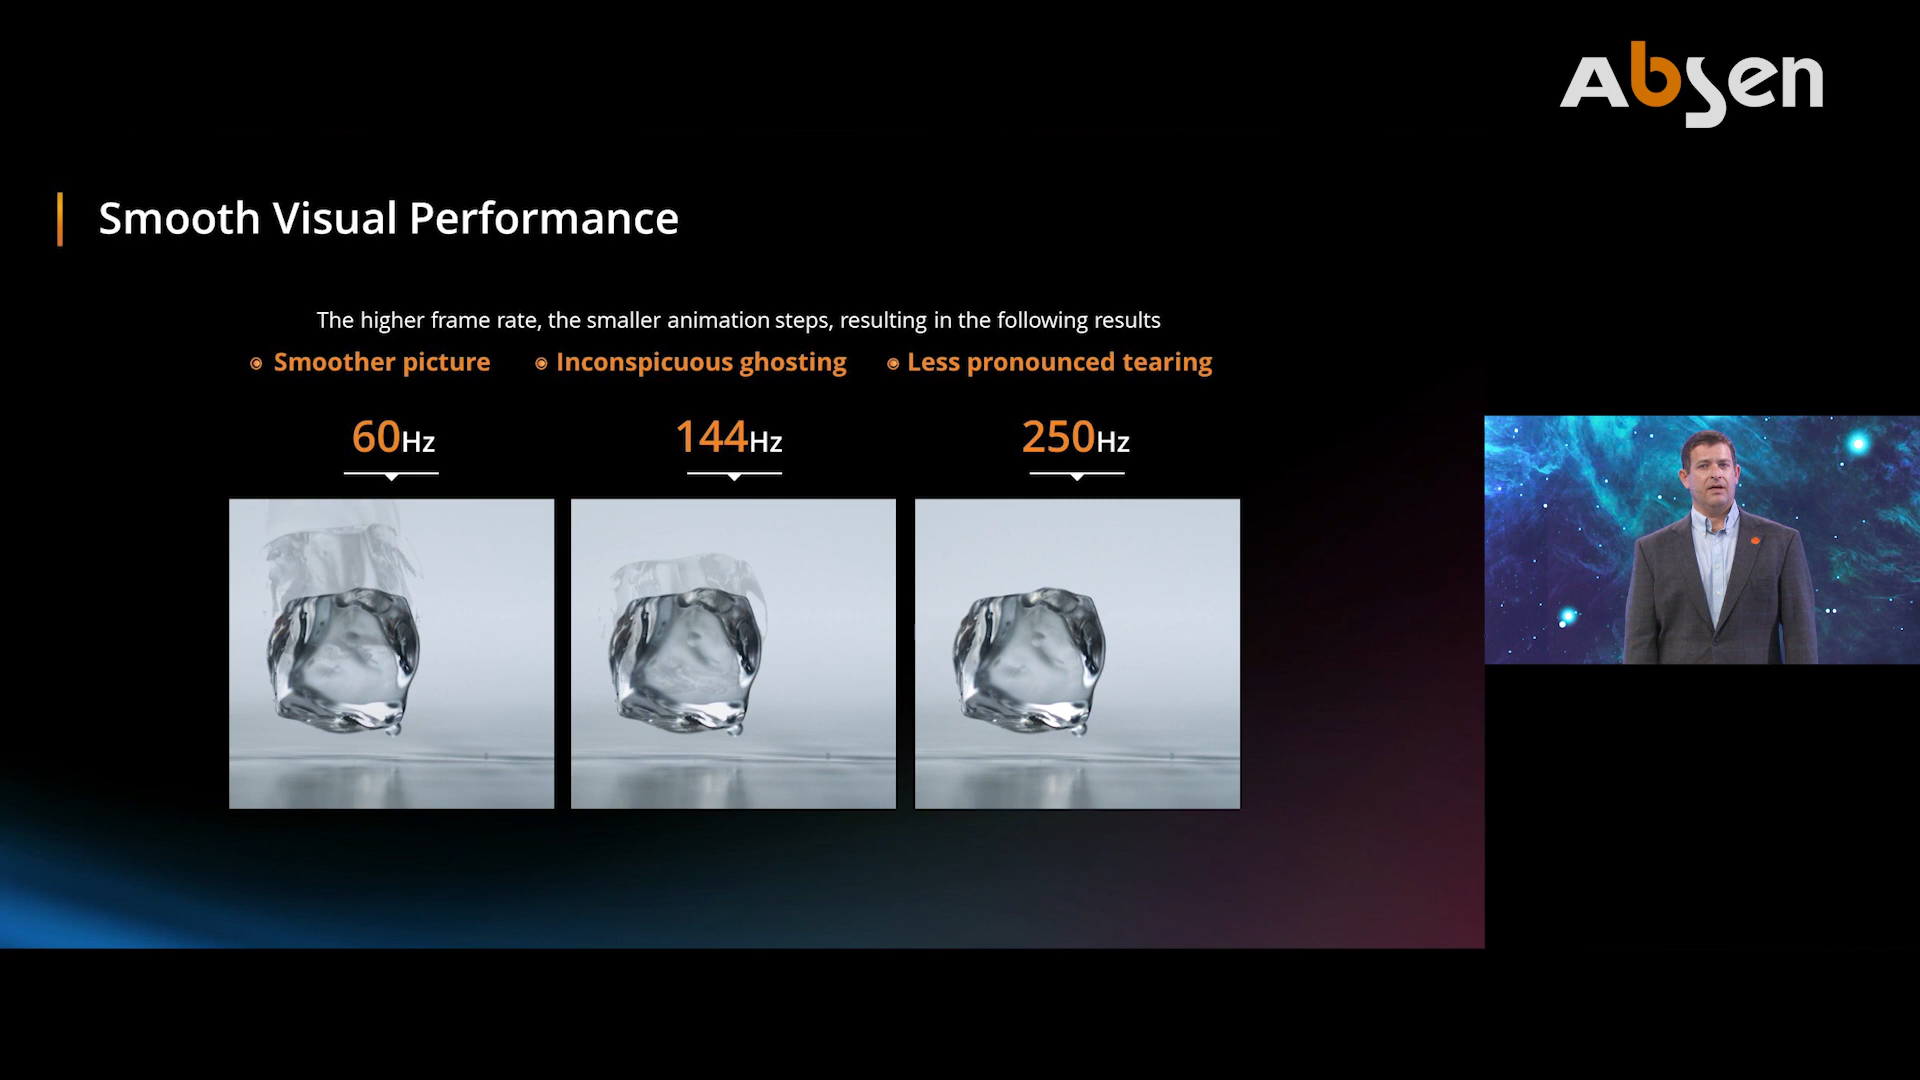 Absen
Smooth Visual Performance
The higher frame rate, the smaller animation steps, resulting in the following results
Smoother picture
Inconspicuous ghosting
Less pronounced tearing
60Hz
144Hz
250Hz